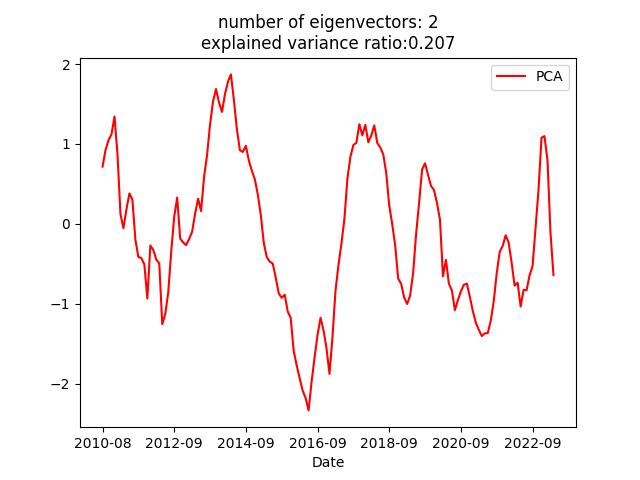 number of eigenvectors: 2
explained variance ratio:0.207
PCA
2
1
0
−1
−2
2010-08 2012-09 2014-09 2016-09 2018-09 2020-09 2022-09
Date